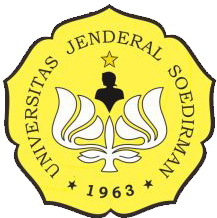 UNIVERSITAS JENDERAL SOEDIRMAN
★ 1963 ★